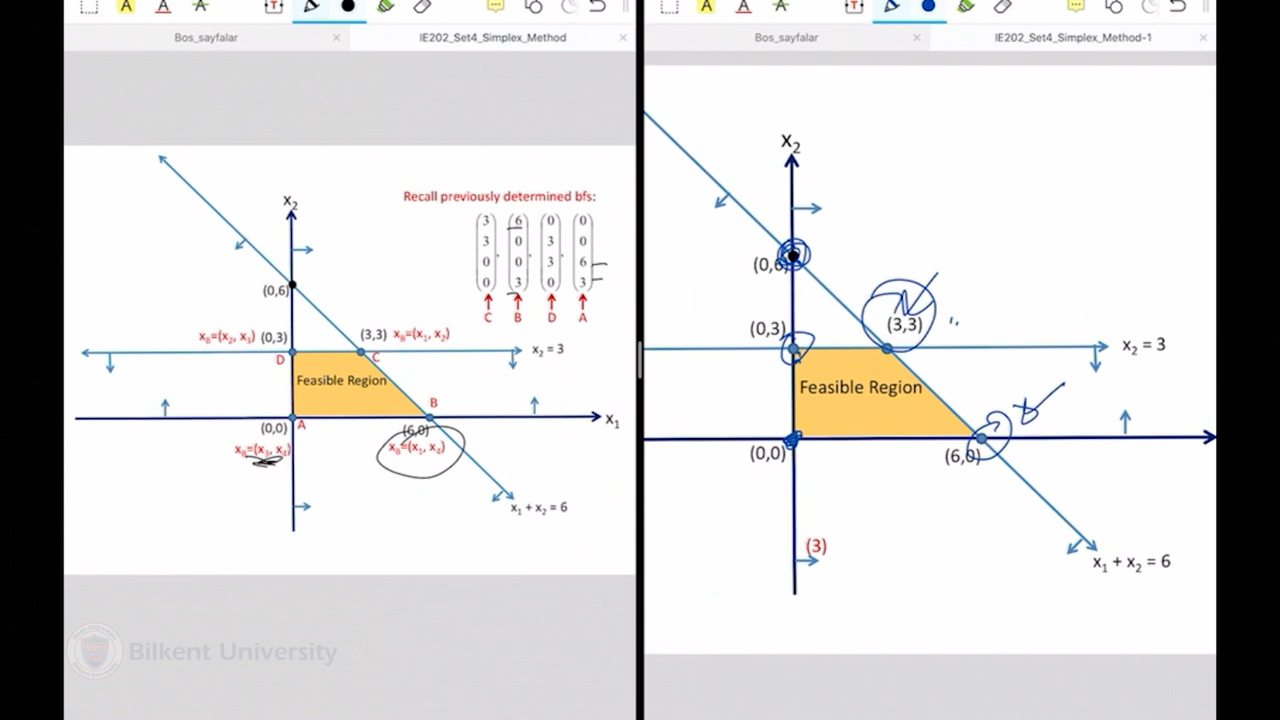 Bos_sayfalar
IE202_Set4_Simplex_Method
Recall previously determined bfs:
3 6 0 0
3 0 3 0
0 , 0 , 3 , 6
0 3 0 3
C B D A
x2
(0,6)
xB=(x2, x3) (0,3)
(3,3) xB=(x1, x2)
x2 = 3
D
C
Feasible Region
B
x1
(0,0)
A
(6,0)
xB=(x3, x4)
xB=(x1, x4)
x1 + x2 = 6
Bilkent University
Bos_sayfalar
IE202_Set4_Simplex_Method-1
x2
(0,6)
(0,3)
(3,3)
x2 = 3
Feasible Region
(0,0)
(6,0)
(3)
x1 + x2 = 6